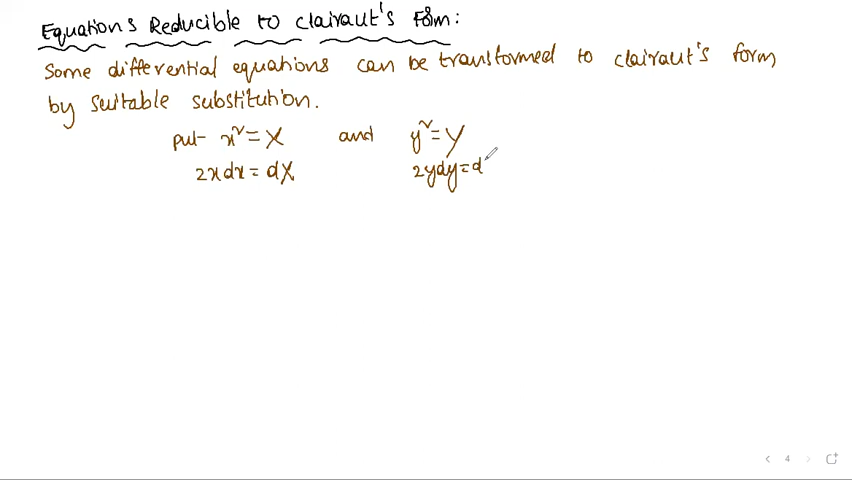 Equations Reducible to Clairaut's Form:
Some differential equations can be transformed to Clairaut's form
by suitable substitution.
put x² = X and y² = Y
2xdx = dX 2ydy = d
4